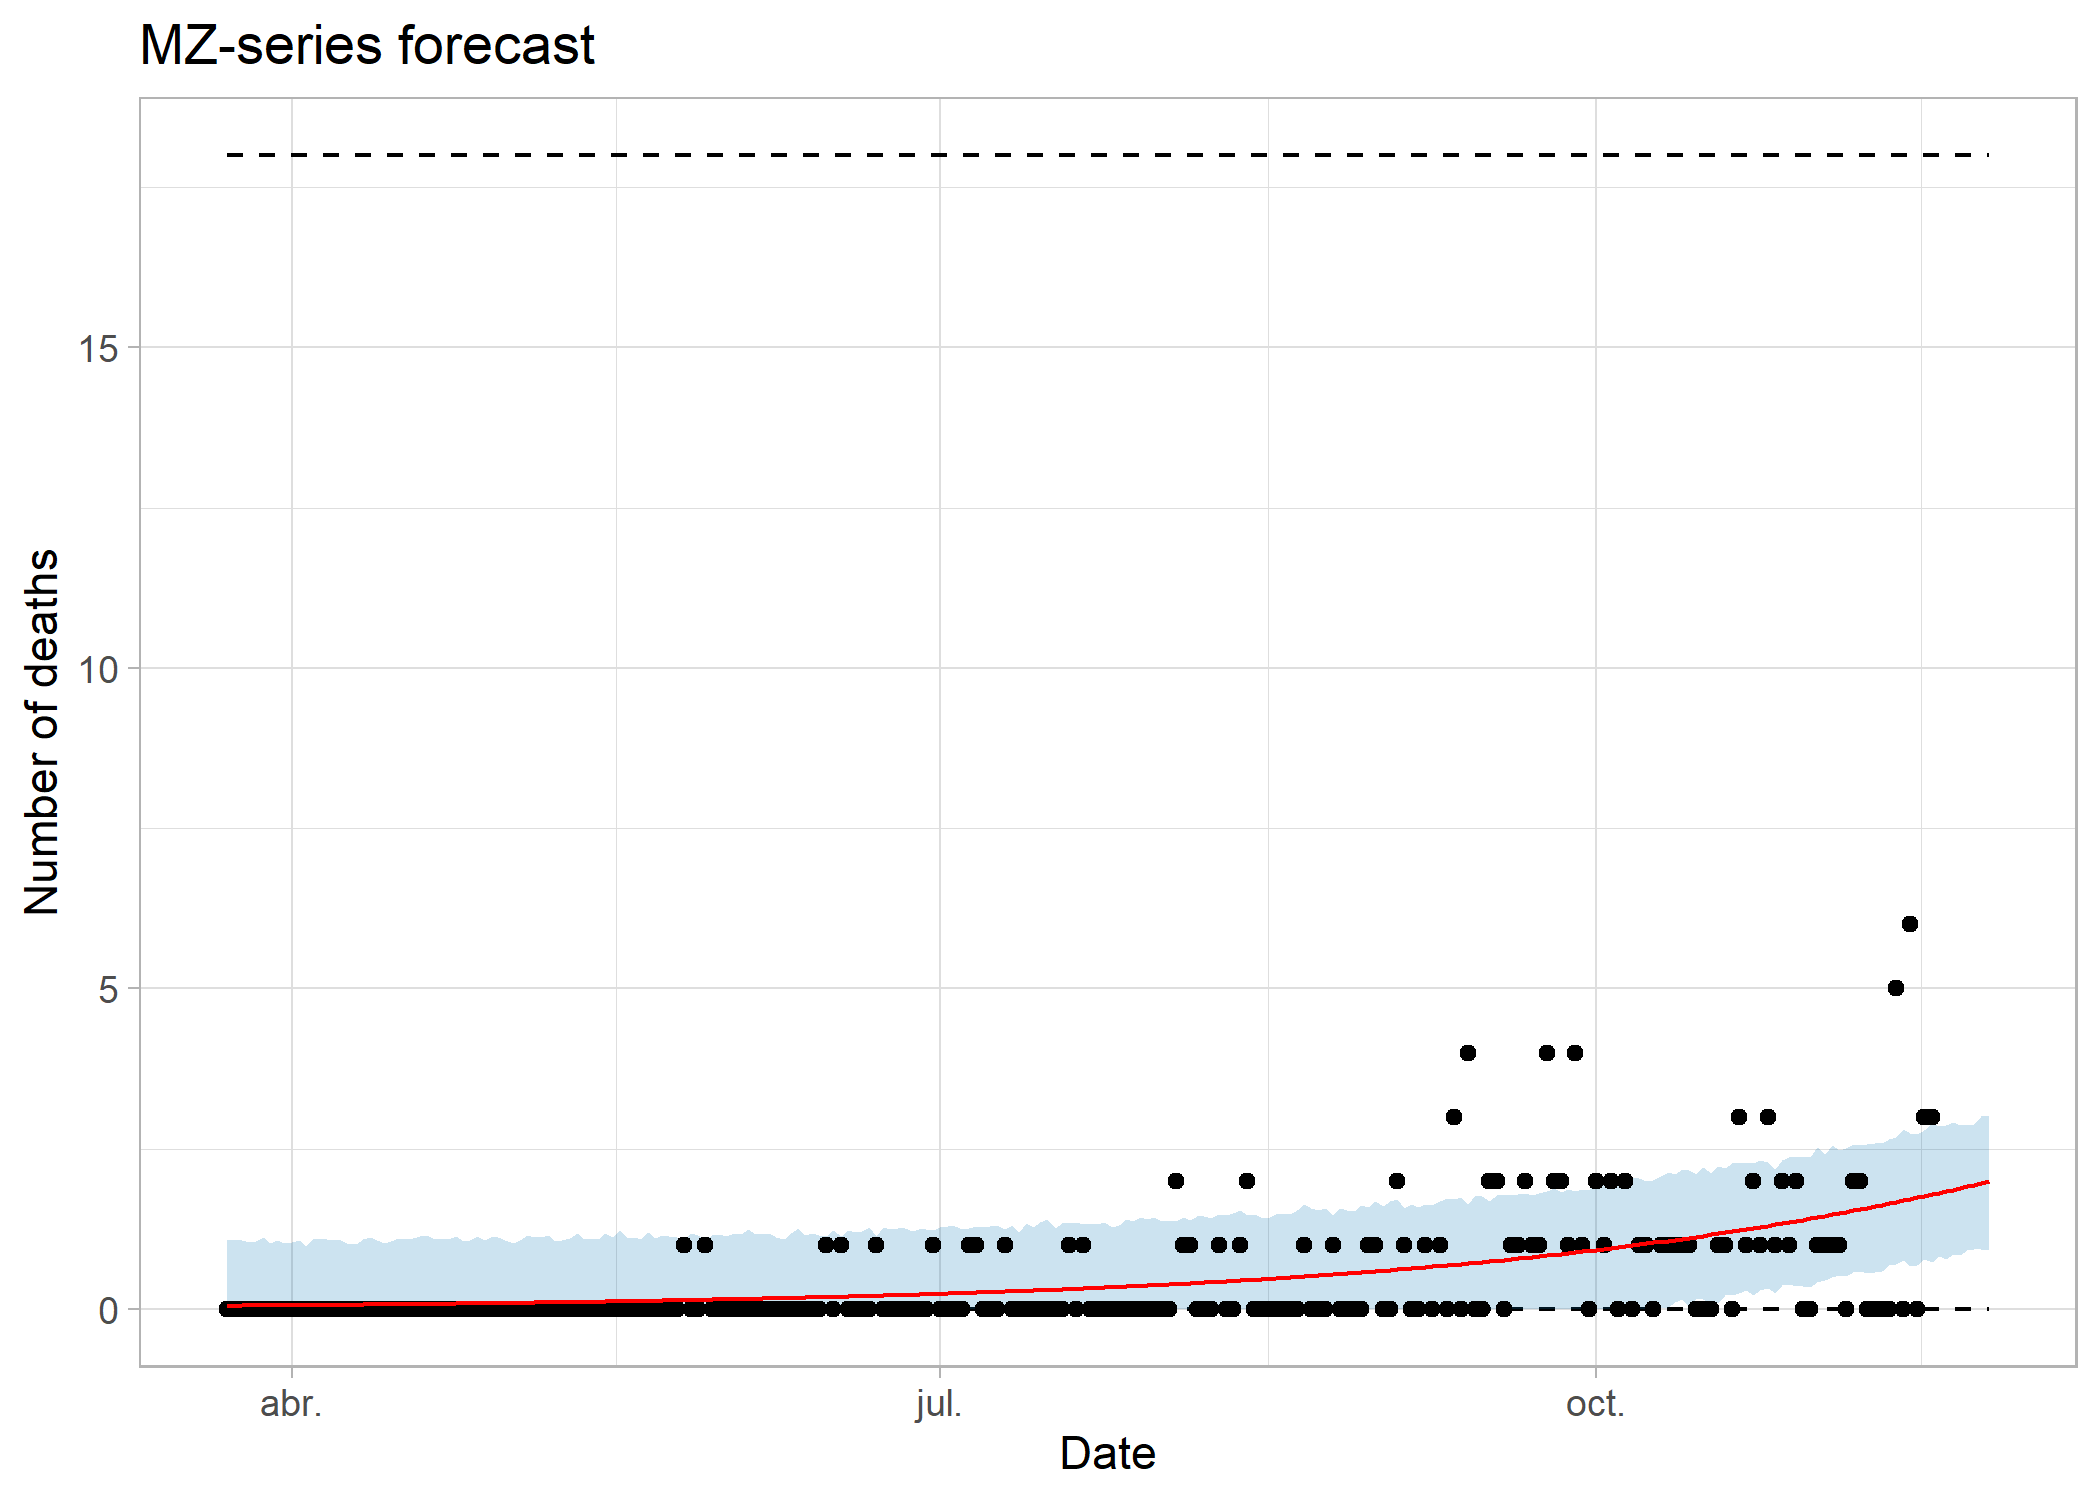 MZ-series forecast
Number of deaths
15
10
5
0
abr.
jul.
oct.
Date